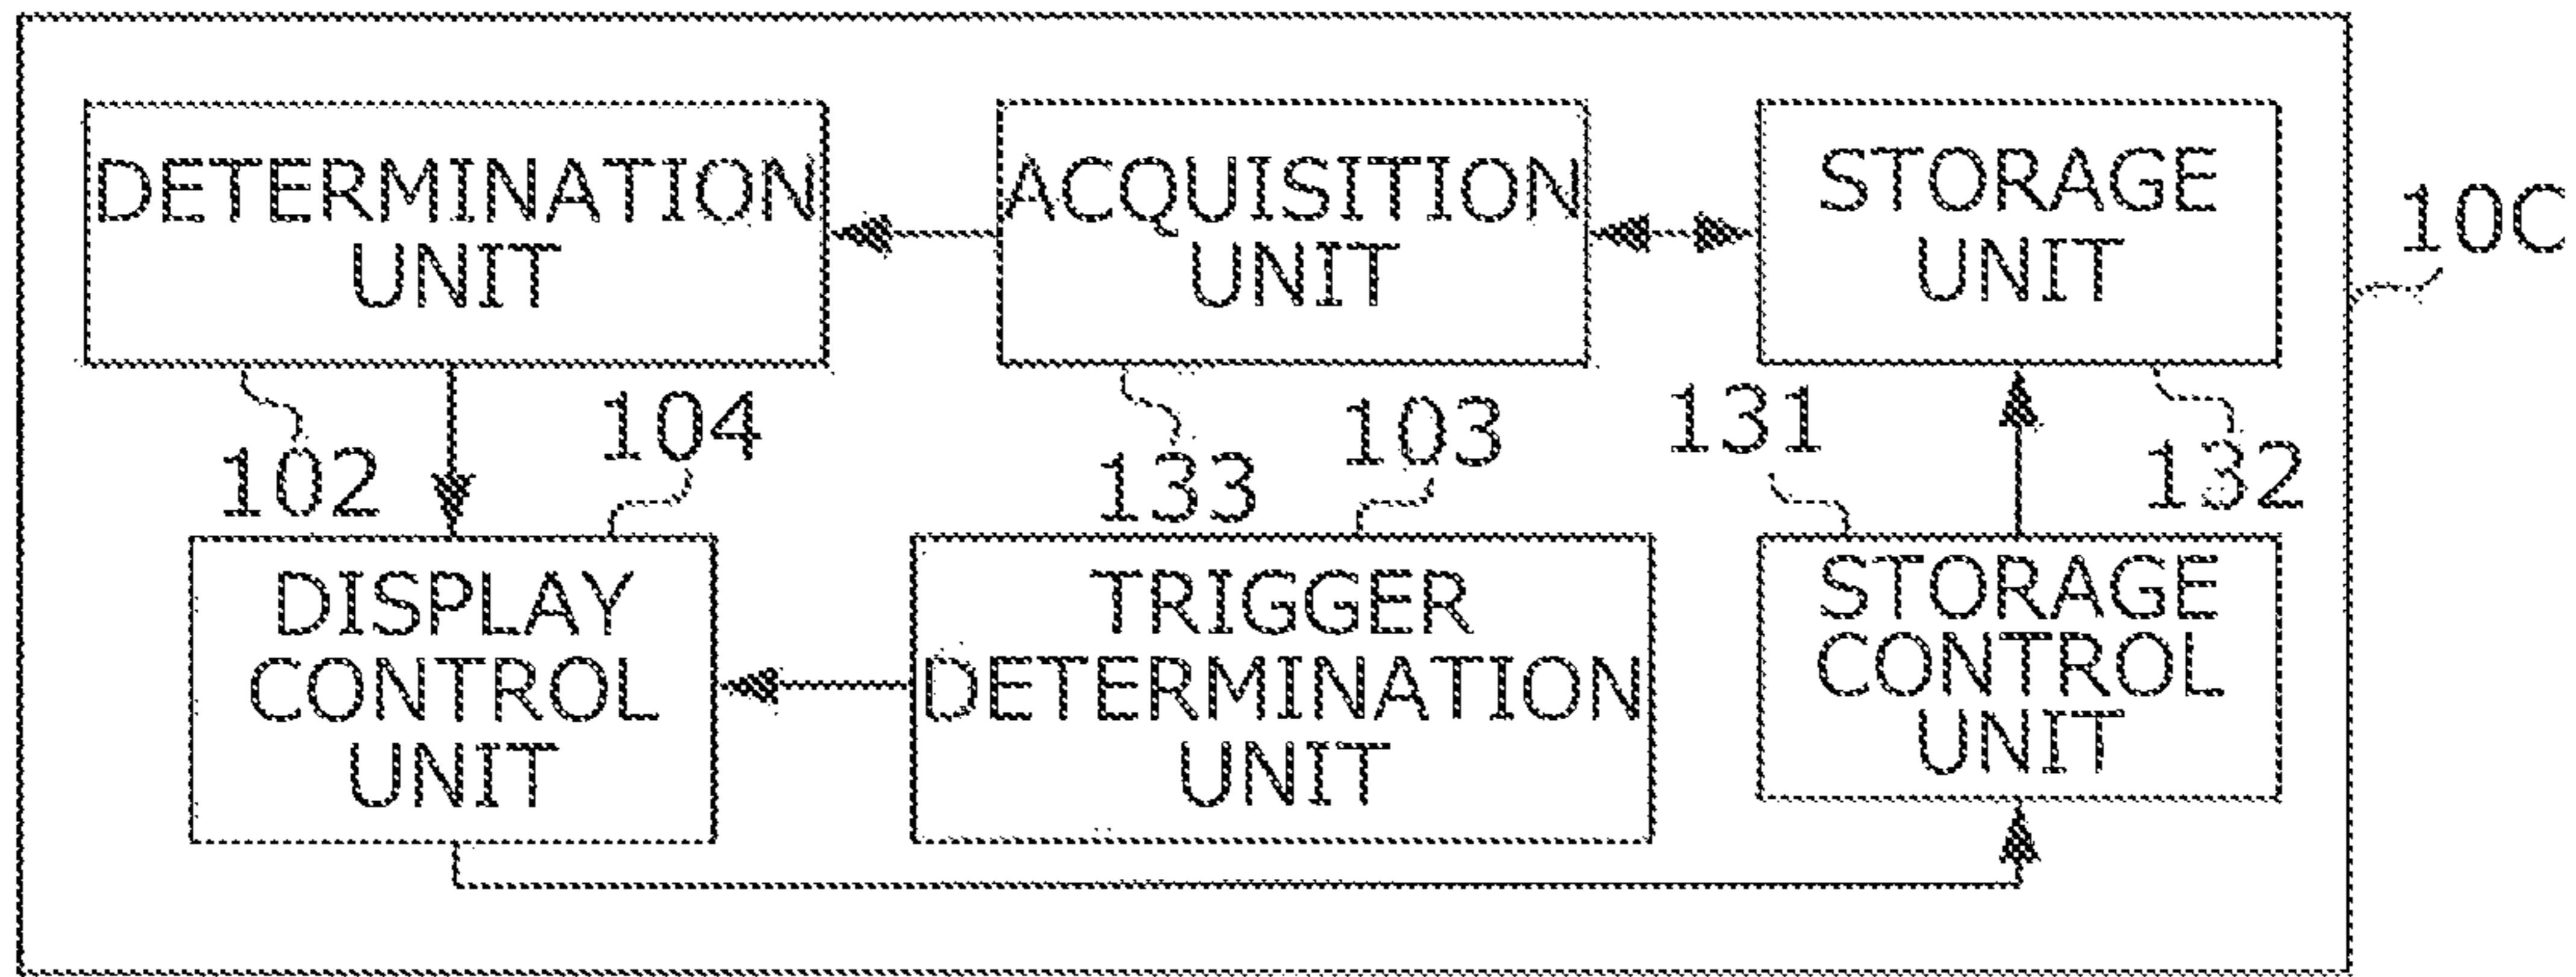 DETERMINATION
UNIT
ACQUISITION
UNIT
STORAGE
UNIT
10C
102
104
133
103
131
132
DISPLAY
CONTROL
UNIT
TRIGGER
DETERMINATION
UNIT
STORAGE
CONTROL
UNIT